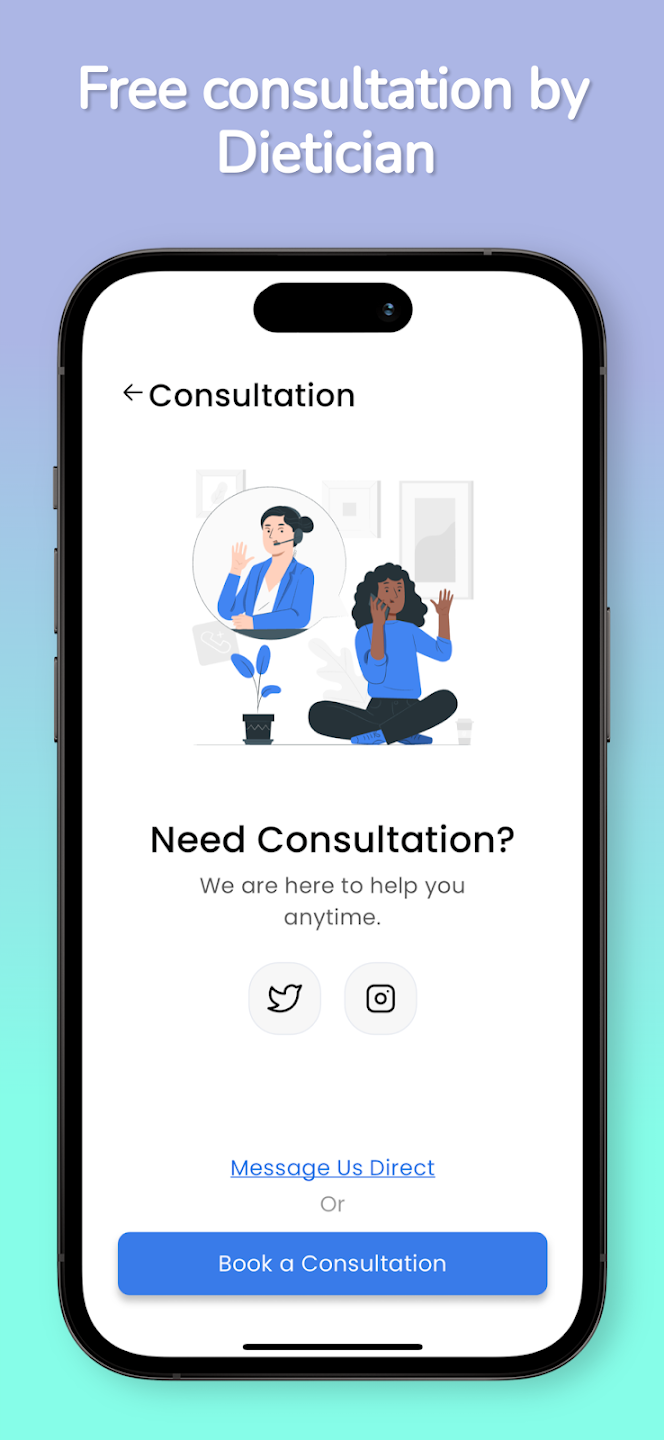 Free consultation by
Dietician
Consultation
Need Consultation?
We are here to help you
anytime.
Message Us Direct
Or
Book a Consultation